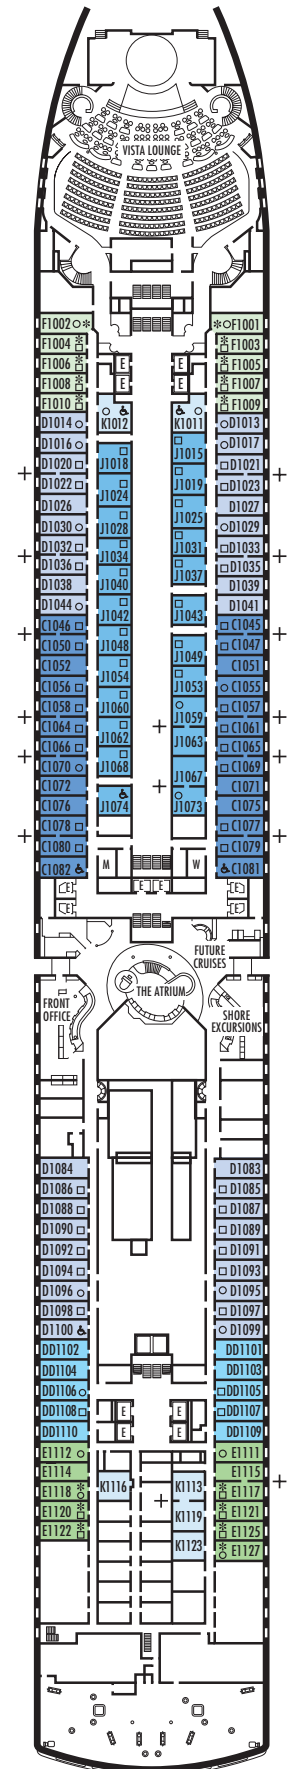 VISTA LOUNGE
F1002
F1001
F1004
F1003
F1006
E
E
F1005
F1008
E
E
F1007
F1010
F1009
D1014
K1012
K1011
D1013
D1016
J1018
J1015
D1017
D1020
D1021
D1022
J1024
J1019
D1023
D1026
J1028
J1025
D1027
D1030
D1029
D1032
J1034
J1031
D1033
D1036
J1040
J1037
D1035
D1038
D1039
D1044
J1042
J1043
D1041
C1046
C1045
C1050
J1048
J1049
C1047
C1052
J1054
C1051
C1056
J1053
C1055
C1058
J1060
J1059
C1057
C1064
J1062
J1063
C1061
C1066
C1065
C1070
J1068
J1067
C1069
C1072
C1071
C1076
J1074
J1073
C1075
C1078
C1077
C1080
C1079
C1082
M
W
C1081
E
E
E
E
E
E
FUTURE
CRUISES
THE ATRIUM
FRONT
OFFICE
SHORE
EXCURSIONS
D1084
D1083
D1086
D1085
D1088
D1087
D1090
D1089
D1092
D1091
D1094
D1093
D1096
D1095
D1098
D1097
D1100
D1099
DD1102
DD1101
DD1104
DD1103
DD1106
DD1105
DD1108
E
E
DD1107
DD1110
E
E
DD1109
E1112
E1111
E1114
E1115
E1118
K1116
K1113
E1117
E1120
K1119
E1121
E1122
E1125
K1123
E1127